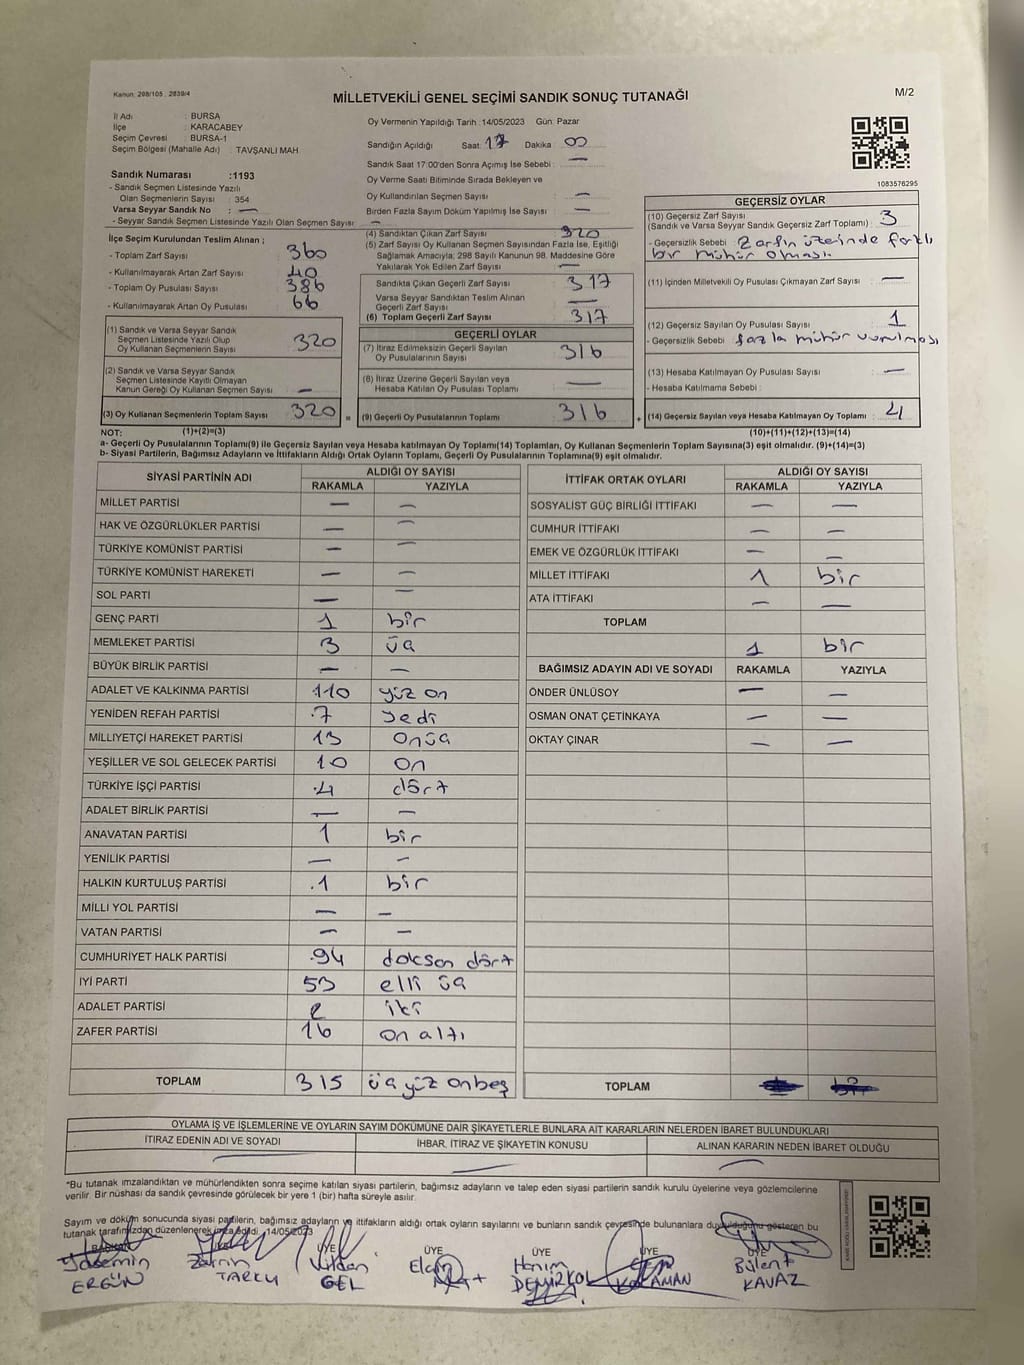 Kanun: 298/105 ; 2839/4
MİLLETVEKİLİ GENEL SEÇİMİ SANDIK SONUÇ TUTANAĞI
M/2
İl Adı : BURSA
İlçe : KARACABEY
Seçim Çevresi : BURSA-1
Seçim Bölgesi (Mahalle Adı) : TAVŞANLI MAH.
Oy Vermenin Yapıldığı Tarih :14/05/2023 Gün: Pazar
Sandığın Açıldığı Saat: 17 Dakika : 00
Sandık Saat 17:00'den Sonra Açımış İse Sebebi : —
Oy Verme Saati Bitiminde Sırada Bekleyen ve
Oy Kullandırılan Seçmen Sayısı : —
Birden Fazla Sayım Döküm Yapılmış İse Sayısı : —
1083576295
Sandık Numarası :1193
- Sandık Seçmen Listesinde Yazılı
Olan Seçmenlerin Sayısı : 354
Varsa Seyyar Sandık No : —
- Seyyar Sandık Seçmen Listesinde Yazılı Olan Seçmen Sayısı : —
İlçe Seçim Kurulundan Teslim Alınan ;
- Toplam Zarf Sayısı : 360
- Kullanılmayarak Artan Zarf Sayısı : 40
- Toplam Oy Pusulası Sayısı : 386
- Kullanılmayarak Artan Oy Pusulası : 66
(1) Sandık ve Varsa Seyyar Sandık
Seçmen Listesinde Yazılı Olup
Oy Kullanan Seçmenlerin Sayısı 320
(2) Sandık ve Varsa Seyyar Sandık
Seçmen Listesinde Kayıtlı Olmayan
Kanun Gereği Oy Kullanan Seçmen Sayısı —
(3) Oy Kullanan Seçmenlerin Toplam Sayısı 320 =
(4) Sandıktan Çıkan Zarf Sayısı : 320
(5) Zarf Sayısı Oy Kullanan Seçmen Sayısından Fazla İse, Eşitliği
Sağlamak Amacıyla; 298 Sayılı Kanunun 98. Maddesine Göre
Yakılarak Yok Edilen Zarf Sayısı : —
Sandıkta Çıkan Geçerli Zarf Sayısı : 317
Varsa Seyyar Sandıktan Teslim Alınan
Geçerli Zarf Sayısı : —
(6) Toplam Geçerli Zarf Sayısı : 317
GEÇERLİ OYLAR
(7) İtiraz Edilmeksizin Geçerli Sayılan
Oy Pusulalarının Sayısı 316
(8) İtiraz Üzerine Geçerli Sayılan veya
Hesaba Katılan Oy Pusulası Toplamı —
(9) Geçerli Oy Pusulalarının Toplamı 316 +
GEÇERSİZ OYLAR
(10) Geçersiz Zarf Sayısı : 3
(Sandık ve Varsa Seyyar Sandık Geçersiz Zarf Toplamı)
- Geçersizlik Sebebi : Zarfın üzerinde farklı
bir mühür olması
(11) İçinden Milletvekili Oy Pusulası Çıkmayan Zarf Sayısı : —
(12) Geçersiz Sayılan Oy Pusulası Sayısı : 1
- Geçersizlik Sebebi : fazla mühür vurulması
(13) Hesaba Katılmayan Oy Pusulası Sayısı : —
- Hesaba Katılmama Sebebi :
(14) Geçersiz Sayılan veya Hesaba Katılmayan Oy Toplamı : 4
NOT: (1)+(2)=(3) (10)+(11)+(12)+(13)=(14)
a- Geçerli Oy Pusulalarının Toplamı(9) ile Geçersiz Sayılan veya Hesaba katılmayan Oy Toplamı(14) Toplamları, Oy Kullanan Seçmenlerin Toplam Sayısına(3) eşit olmalıdır. (9)+(14)=(3)
b- Siyasi Partilerin, Bağımsız Adayların ve İttifakların Aldığı Ortak Oyların Toplamı, Geçerli Oy Pusulalarının Toplamına(9) eşit olmalıdır.
SİYASİ PARTİNİN ADI ALDIĞI OY SAYISI
RAKAMLA YAZIYLA
MİLLET PARTİSİ — —
HAK VE ÖZGÜRLÜKLER PARTİSİ — —
TÜRKİYE KOMÜNİST PARTİSİ — —
TÜRKİYE KOMÜNİST HAREKETİ — —
SOL PARTİ — —
GENÇ PARTİ 1 bir
MEMLEKET PARTİSİ 3 üç
BÜYÜK BİRLİK PARTİSİ — —
ADALET VE KALKINMA PARTİSİ 110 yüz on
YENİDEN REFAH PARTİSİ 7 yedi
MİLLİYETÇİ HAREKET PARTİSİ 13 onüç
YEŞİLLER VE SOL GELECEK PARTİSİ 10 on
TÜRKİYE İŞÇİ PARTİSİ 4 dört
ADALET BİRLİK PARTİSİ — —
ANAVATAN PARTİSİ 1 bir
YENİLİK PARTİSİ — —
HALKIN KURTULUŞ PARTİSİ 1 bir
MİLLİ YOL PARTİSİ — —
VATAN PARTİSİ — —
CUMHURİYET HALK PARTİSİ 94 doksan dört
İYİ PARTİ 53 elli üç
ADALET PARTİSİ 2 iki
ZAFER PARTİSİ 16 on altı
TOPLAM 315 üç yüz onbeş
İTTİFAK ORTAK OYLARI ALDIĞI OY SAYISI
RAKAMLA YAZIYLA
SOSYALİST GÜÇ BİRLİĞİ İTTİFAKI — —
CUMHUR İTTİFAKI — —
EMEK VE ÖZGÜRLÜK İTTİFAKI — —
MİLLET İTTİFAKI 1 bir
ATA İTTİFAKI — —
TOPLAM 1 bir
BAĞIMSIZ ADAYIN ADI VE SOYADI RAKAMLA YAZIYLA
ÖNDER ÜNLÜSOY — —
OSMAN ONAT ÇETİNKAYA — —
OKTAY ÇINAR — —
TOPLAM
OYLAMA İŞ VE İŞLEMLERİNE VE OYLARIN SAYIM DÖKÜMÜNE DAİR ŞİKAYETLERLE BUNLARA AİT KARARLARIN NELERDEN İBARET BULUNDUKLARI
İTİRAZ EDENİN ADI VE SOYADI İHBAR, İTİRAZ VE ŞİKAYETİN KONUSU ALINAN KARARIN NEDEN İBARET OLDUĞU
— — —
"Bu tutanak imzalandıktan ve mühürlendikten sonra seçime katılan siyasi partilerin, bağımsız adayların ve talep eden siyasi partilerin sandık kurulu üyelerine veya gözlemcilerine
verilir. Bir nüshası da sandık çevresinde görülecek bir yere 1 (bir) hafta süreyle asılır.
Sayım ve döküm sonucunda siyasi partilerin, bağımsız adayların ve ittifakların aldığı ortak oyların sayılarını ve bunların sandık çevresinde bulunanlara duyulduğunu gösteren bu
tutanak tarafımızdan düzenlenerek imza edildi. 14/05/2023
BAŞKAN ÜYE ÜYE ÜYE ÜYE ÜYE
Yasemin Vildan Hanım Bülent
ERGÜN TARKU GEL DEMİRKOL KAVAZ